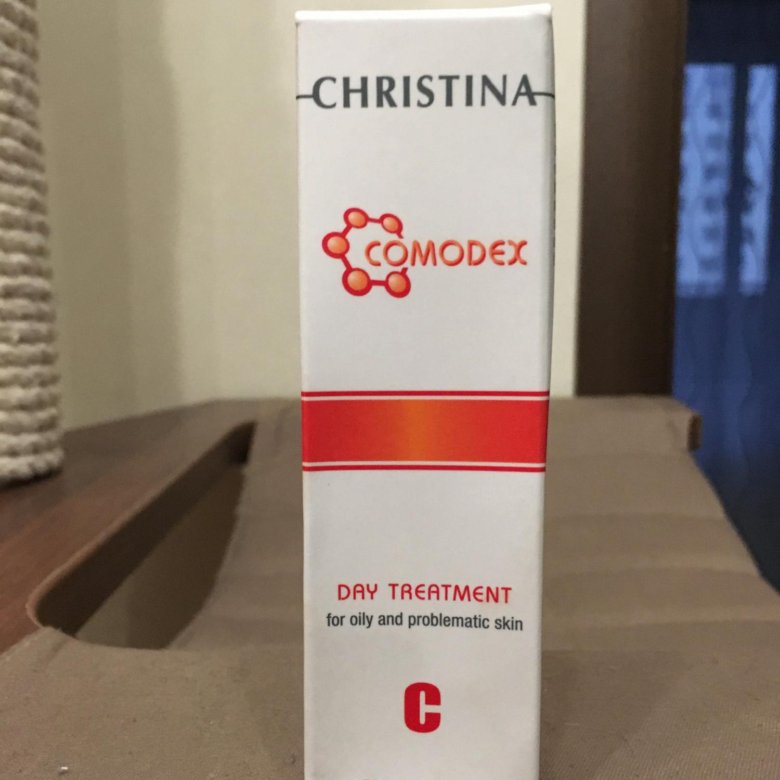 CHRISTINA
COMODEX
DAY TREATMENT
for oily and problematic skin
C